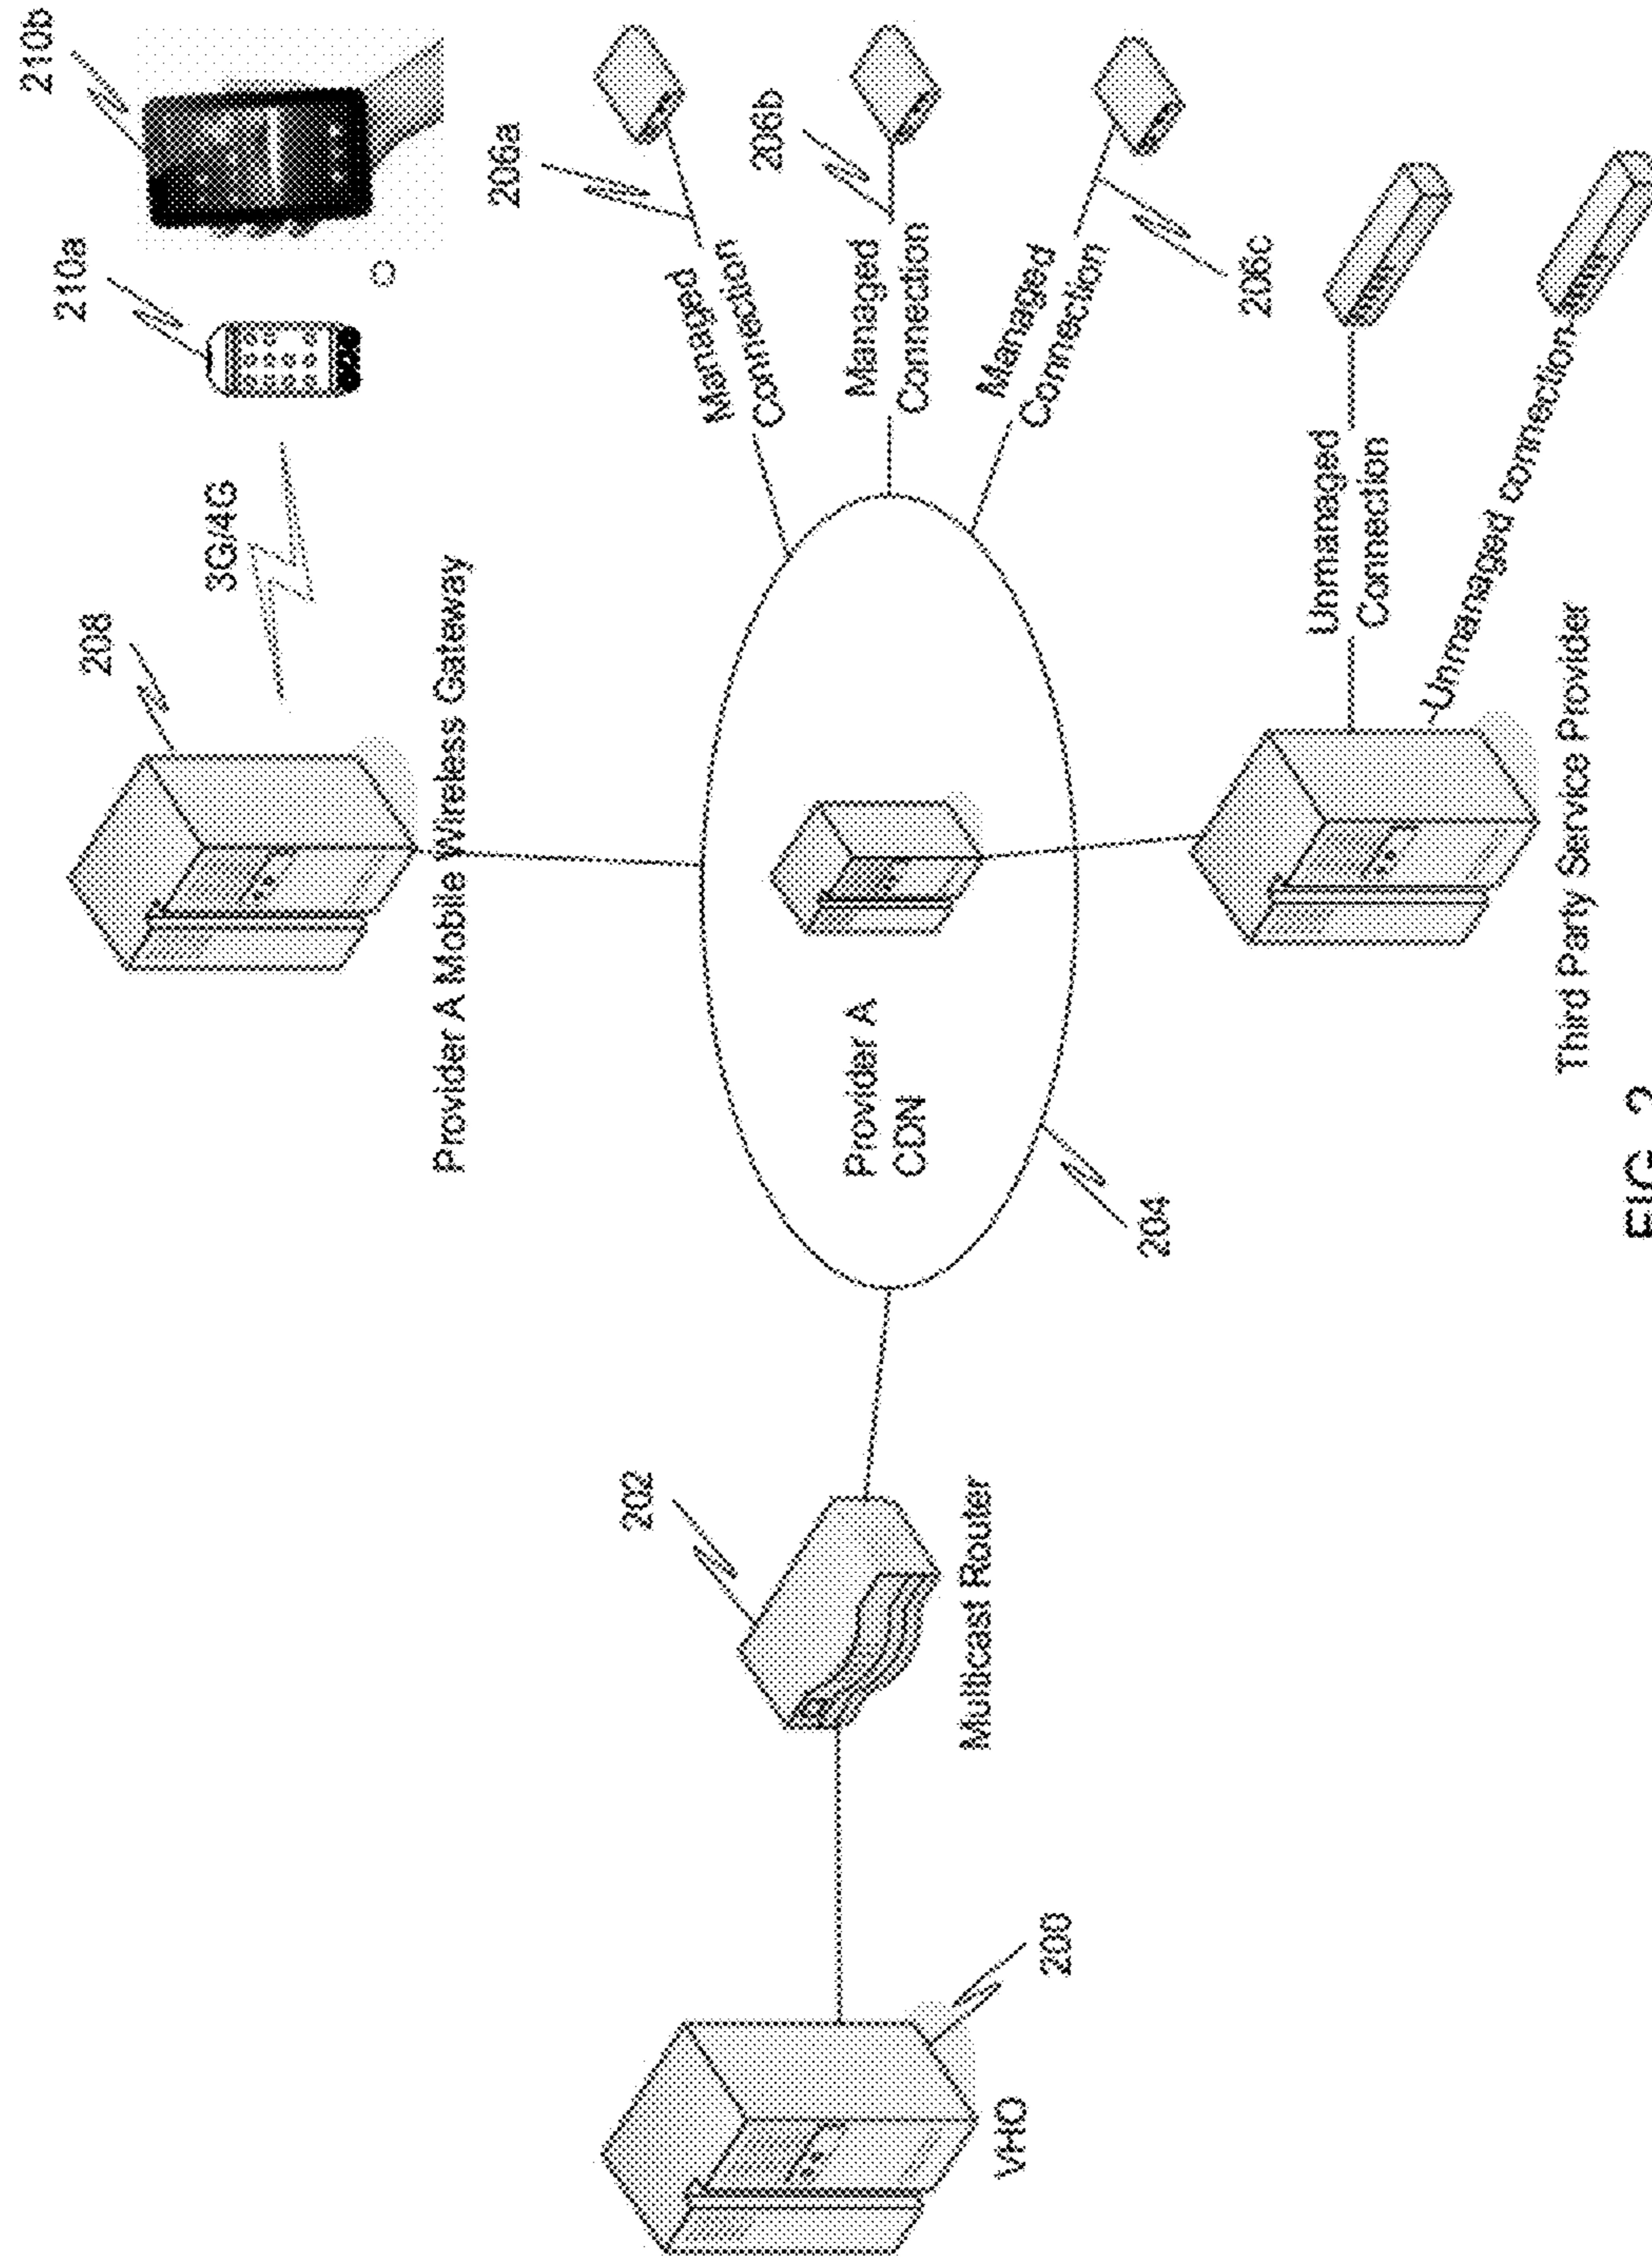 210b
210a
208
3G/4G
Provider A Mobile Wireless Gateway
206a
202
Managed
Connection
206b
Managed
Connection
Provider A
CDN
Multicast Router
VHO
200
Managed
Connection
204
206c
Unmanaged
Connection
Unmanaged connection
Third Party Service Provider
FIG. 2